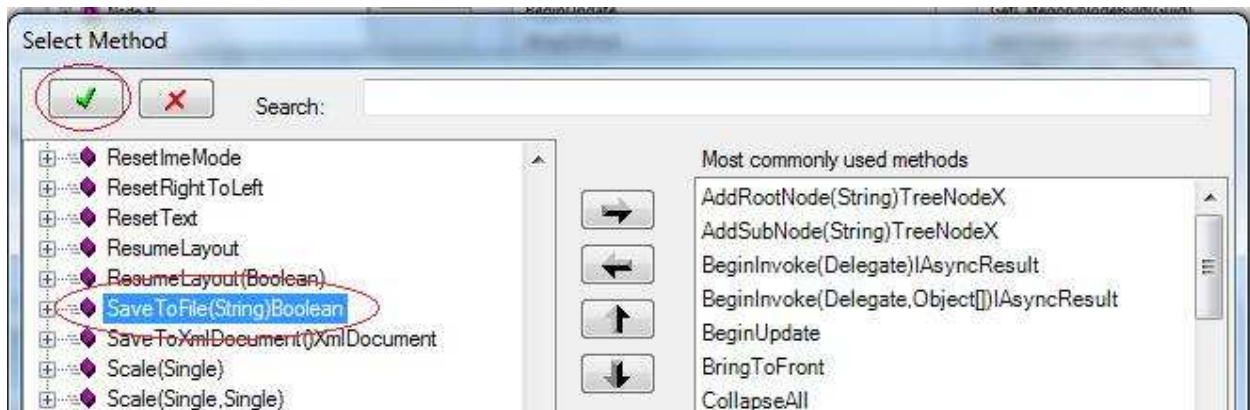 Node R
BeginUpdate
Select Method
Search:
ResetImeMode
ResetRightToLeft
ResetText
ResumeLayout
ResumeLayout(Boolean)
SaveToFile(String)Boolean
SaveToXmlDocument()XmlDocument
Scale(Single)
Scale(Single,Single)
Most commonly used methods
AddRootNode(String)TreeNodeX
AddSubNode(String)TreeNodeX
BeginInvoke(Delegate)IAsyncResult
BeginInvoke(Delegate,Object[])IAsyncResult
BeginUpdate
BringToFront
CollapseAll